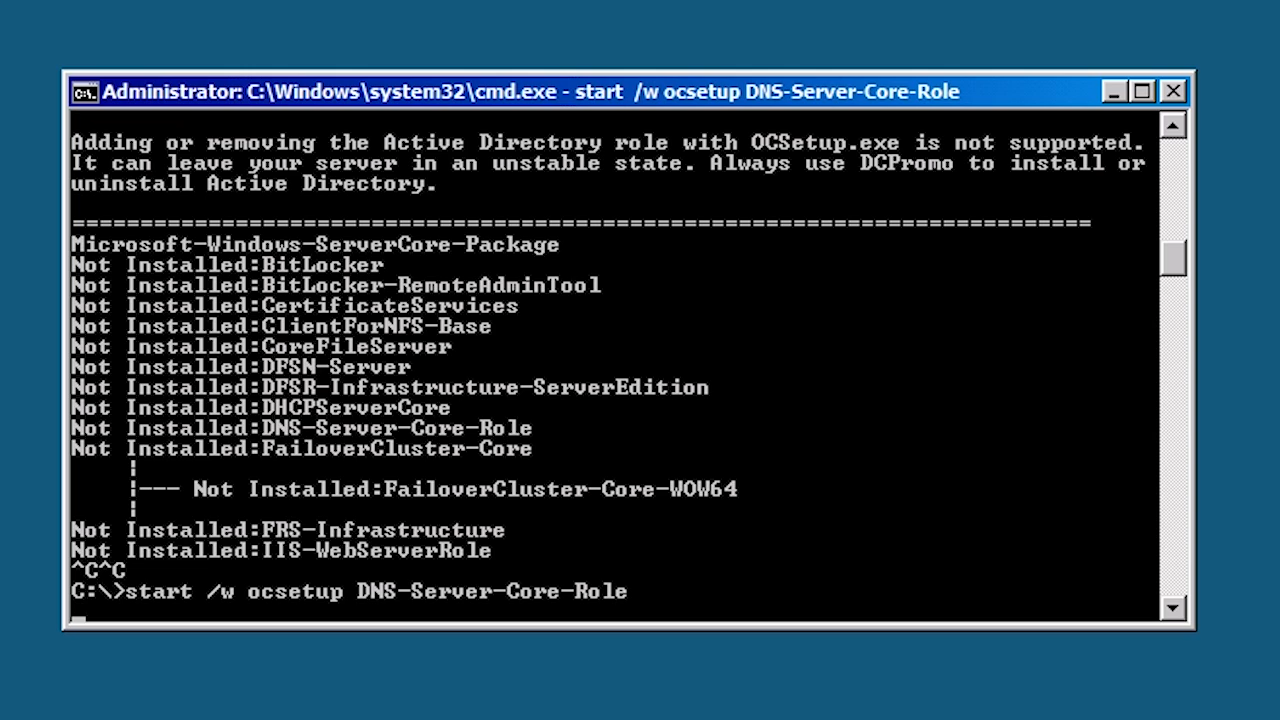 Administrator: C:\Windows\system32\cmd.exe - start  /w ocsetup DNS-Server-Core-Role
Adding or removing the Active Directory role with OCSetup.exe is not supported.
It can leave your server in an unstable state. Always use DCPromo to install or
uninstall Active Directory.
===========================================================================
Microsoft-Windows-ServerCore-Package
Not Installed:BitLocker
Not Installed:BitLocker-RemoteAdminTool
Not Installed:CertificateServices
Not Installed:ClientForNFS-Base
Not Installed:CoreFileServer
Not Installed:DFSN-Server
Not Installed:DFSR-Infrastructure-ServerEdition
Not Installed:DHCPServerCore
Not Installed:DNS-Server-Core-Role
Not Installed:FailoverCluster-Core
|
|--- Not Installed:FailoverCluster-Core-WOW64
|
Not Installed:FRS-Infrastructure
Not Installed:IIS-WebServerRole
^C^C
C:\>start /w ocsetup DNS-Server-Core-Role